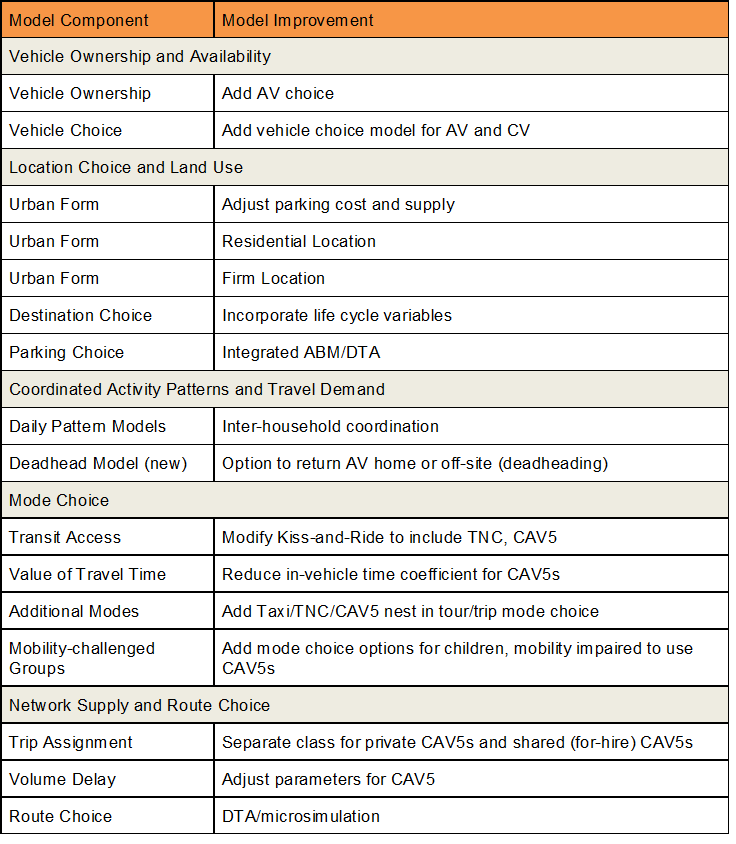 Model Component Model Improvement
Vehicle Ownership and Availability
Vehicle Ownership Add AV choice
Vehicle Choice Add vehicle choice model for AV and CV
Location Choice and Land Use
Urban Form Adjust parking cost and supply
Urban Form Residential Location
Urban Form Firm Location
Destination Choice Incorporate life cycle variables
Parking Choice Integrated ABM/DTA
Coordinated Activity Patterns and Travel Demand
Daily Pattern Models Inter-household coordination
Deadhead Model (new) Option to return AV home or off-site (deadheading)
Mode Choice
Transit Access Modify Kiss-and-Ride to include TNC, CAV5
Value of Travel Time Reduce in-vehicle time coefficient for CAV5s
Additional Modes Add Taxi/TNC/CAV5 nest in tour/trip mode choice
Mobility-challenged Add mode choice options for children, mobility impaired to use
Groups CAV5s
Network Supply and Route Choice
Trip Assignment Separate class for private CAV5s and shared (for-hire) CAV5s
Volume Delay Adjust parameters for CAV5
Route Choice DTA/microsimulation